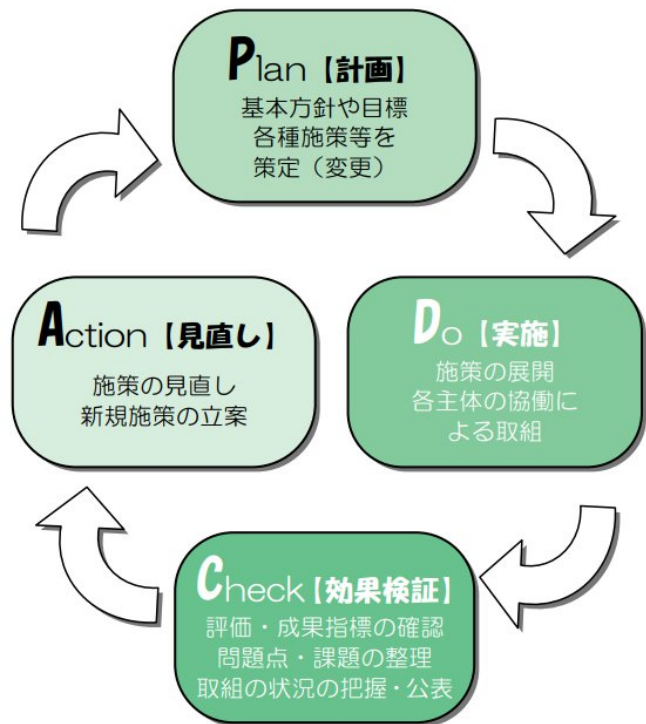 Plan【計画】
基本方針や目標
各種施策等を
策定（変更）
Do【実施】
施策の展開
各主体の協働に
よる取組
Check【効果検証】
評価・成果指標の確認
問題点・課題の整理
取組の状況の把握・公表
Action【見直し】
施策の見直し
新規施策の立案